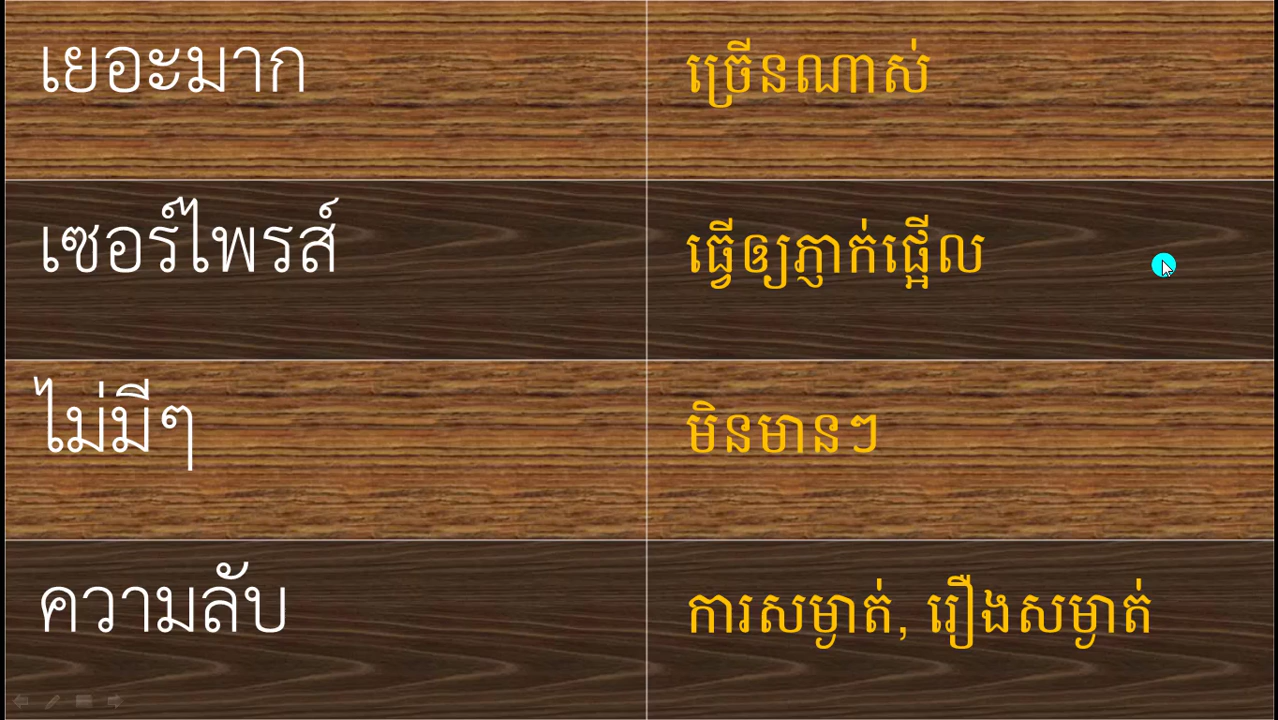 เยอะมาก ច្រើនណាស់
เซอร์ไพรส์ ធ្វើឲ្យភ្ញាក់ផ្អើល
ไม่มีๆ មិនមានៗ
ความลับ ការសម្ងាត់, រឿងសម្ងាត់